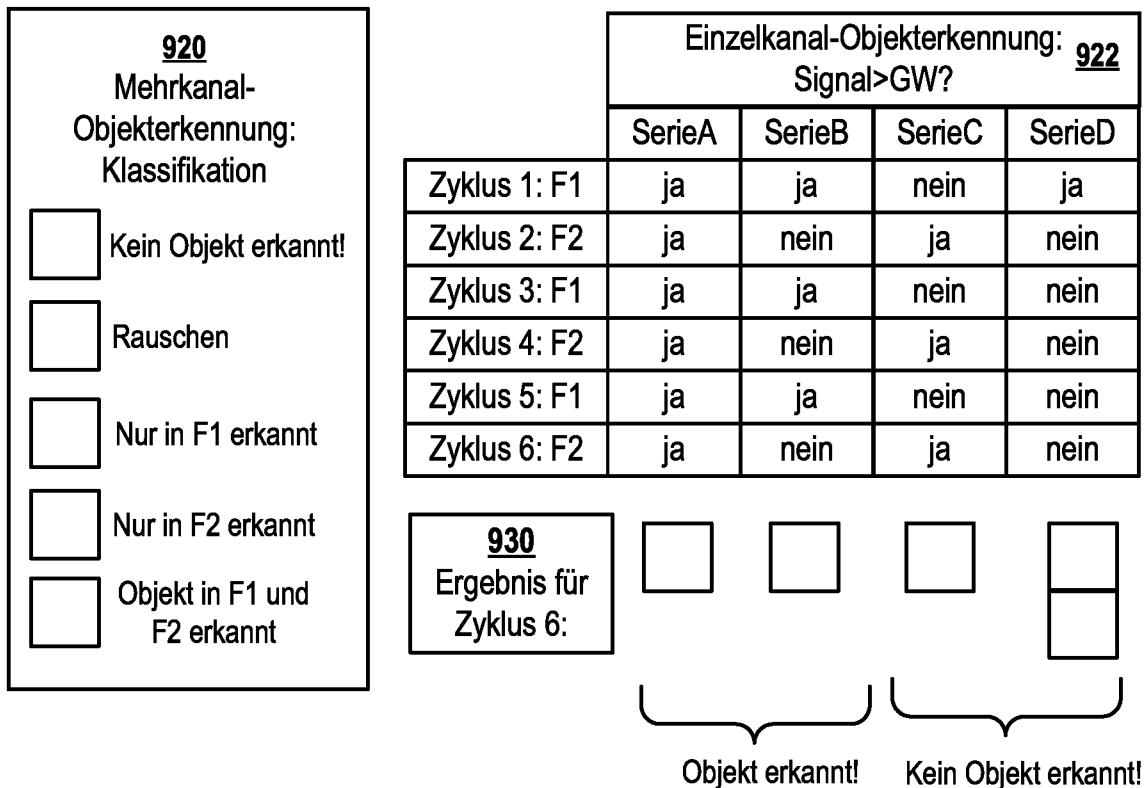 920
Mehrkanal-
Objekterkennung:
Klassifikation
Kein Objekt erkannt!
Rauschen
Nur in F1 erkannt
Nur in F2 erkannt
Objekt in F1 und
F2 erkannt
Einzelkanal-Objekterkennung: 922
Signal>GW?
SerieA SerieB SerieC SerieD
Zyklus 1: F1 ja ja nein ja
Zyklus 2: F2 ja nein ja nein
Zyklus 3: F1 ja ja nein nein
Zyklus 4: F2 ja nein ja nein
Zyklus 5: F1 ja ja nein nein
Zyklus 6: F2 ja nein ja nein
930
Ergebnis für
Zyklus 6:
Objekt erkannt! Kein Objekt erkannt!